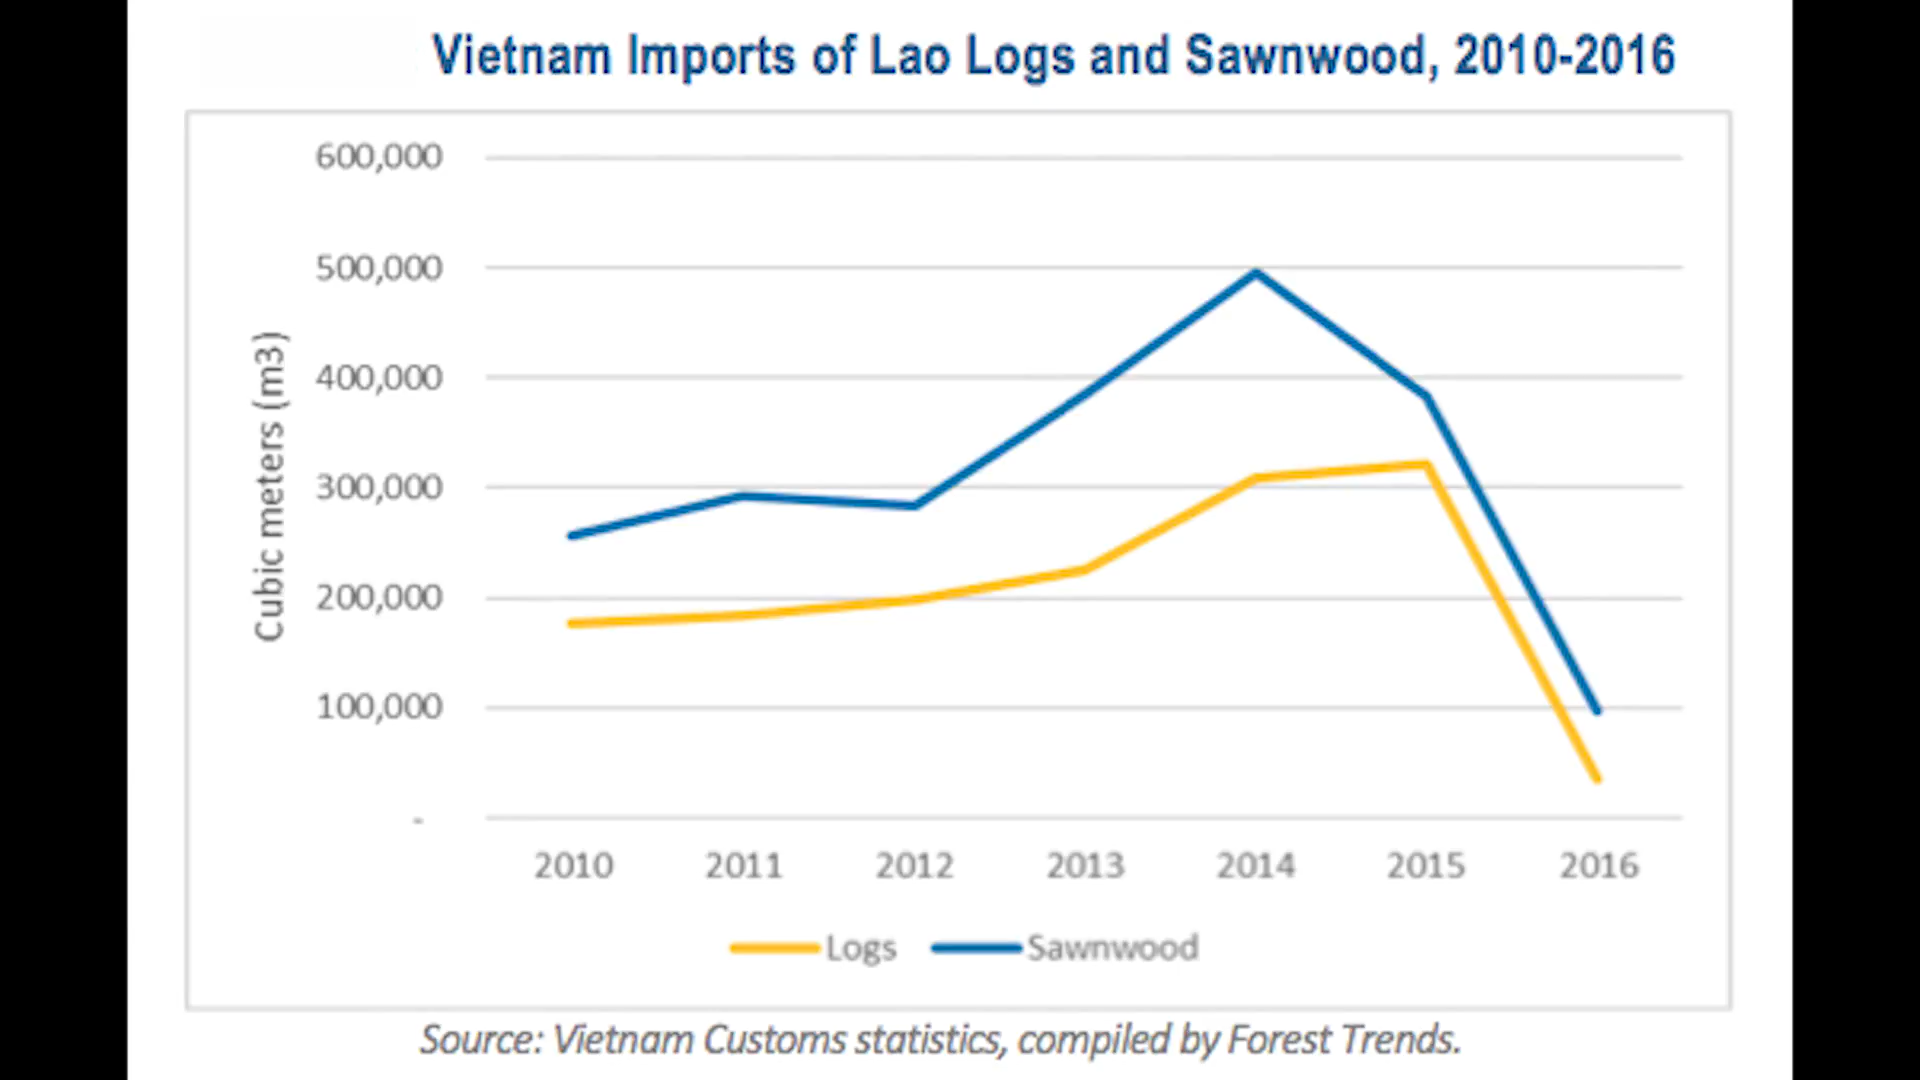 Vietnam Imports of Lao Logs and Sawnwood, 2010-2016
600,000
500,000
400,000
300,000
200,000
100,000
-
Cubic meters (m3)
2010 2011 2012 2013 2014 2015 2016
Logs Sawnwood
Source: Vietnam Customs statistics, compiled by Forest Trends.